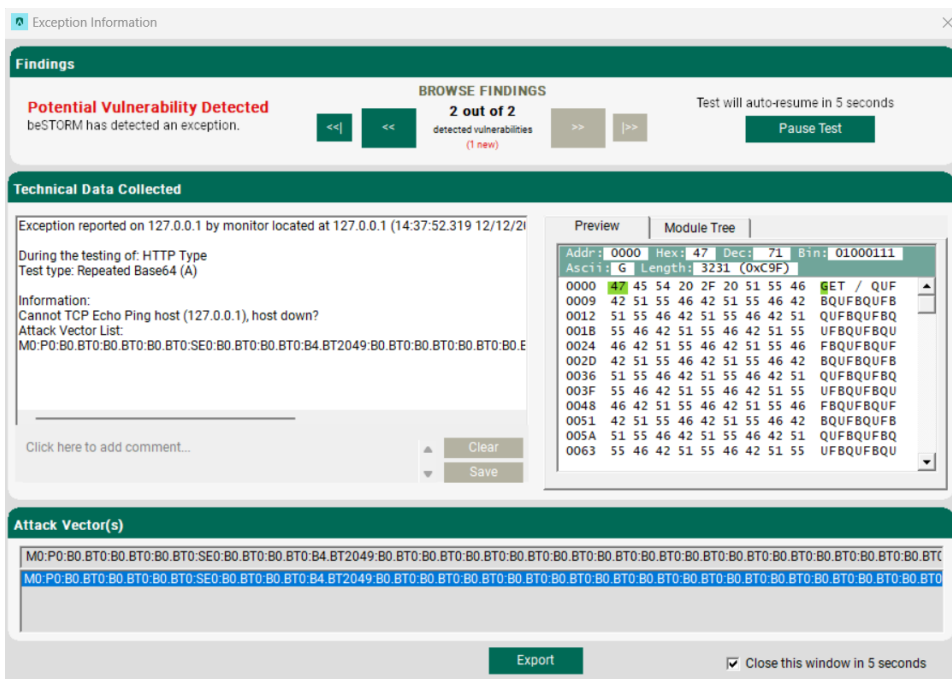 Exception Information
Findings
Potential Vulnerability Detected
beSTORM has detected an exception.
<<|
<<
BROWSE FINDINGS
2 out of 2
detected vulnerabilities
(1 new)
>>
|>>
Test will auto-resume in 5 seconds
Pause Test
Technical Data Collected
Exception reported on 127.0.0.1 by monitor located at 127.0.0.1 (14:37:52.319 12/12/20
During the testing of: HTTP Type
Test type: Repeated Base64 (A)
Information:
Cannot TCP Echo Ping host (127.0.0.1), host down?
Attack Vector List:
M0:P0:B0.BT0:B0.BT0:B0.BT0:SE0:B0.BT0:B0.BT0:B4.BT2049:B0.BT0:B0.BT0:B0.BT0:B0.B
Click here to add comment...
Clear
Save
Preview
Module Tree
Addr: 0000 Hex: 47 Dec: 71 Bin: 01000111
Ascii: G Length: 3231 (0xC9F)
0000 47 45 54 20 2F 20 51 55 46 GET / QUF
0009 42 51 55 46 42 51 55 46 42 BQUFBQUFB
0012 51 55 46 42 51 55 46 42 51 QUFBQUFBQ
001B 55 46 42 51 55 46 42 51 55 UFBQUFBQU
0024 46 42 51 55 46 42 51 55 46 FBQUFBQUF
002D 42 51 55 46 42 51 55 46 42 BQUFBQUFB
0036 51 55 46 42 51 55 46 42 51 QUFBQUFBQ
003F 55 46 42 51 55 46 42 51 55 UFBQUFBQU
0048 46 42 51 55 46 42 51 55 46 FBQUFBQUF
0051 42 51 55 46 42 51 55 46 42 BQUFBQUFB
005A 51 55 46 42 51 55 46 42 51 QUFBQUFBQ
0063 55 46 42 51 55 46 42 51 55 UFBQUFBQU
Attack Vector(s)
M0:P0:B0.BT0:B0.BT0:B0.BT0:SE0:B0.BT0:B0.BT0:B4.BT2049:B0.BT0:B0.BT0:B0.BT0:B0.BT0:B0.BT0:B0.BT0:B0.BT0:B0.BT0:B0.BT0:B0.BT0:B0.BT0:B0.BT0:B0.BT0
M0:P0:B0.BT0:B0.BT0:B0.BT0:SE0:B0.BT0:B0.BT0:B4.BT2049:B0.BT0:B0.BT0:B0.BT0:B0.BT0:B0.BT0:B0.BT0:B0.BT0:B0.BT0:B0.BT0:B0.BT0:B0.BT0:B0.BT0:B0.BT0
Export
Close this window in 5 seconds